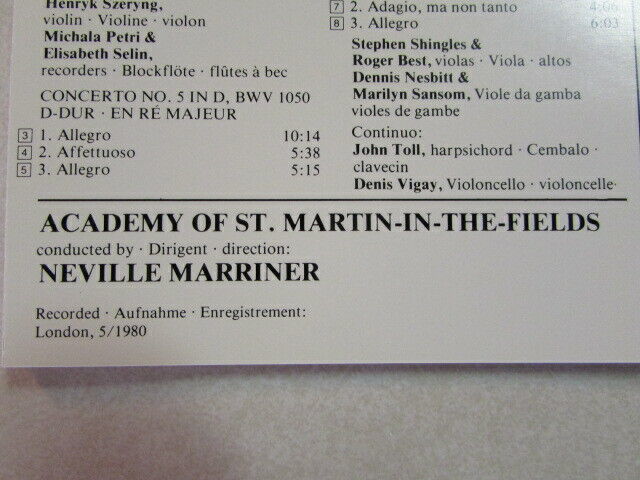 Henryk Szeryng,
violin · Violine · violon
Michala Petri &
Elisabeth Selin,
recorders · Blockflöte · flûtes à bec
CONCERTO NO. 5 IN D, BWV 1050
D-DUR · EN RÉ MAJEUR
3 1. Allegro 10:14
4 2. Affettuoso 5:38
5 3. Allegro 5:15
7 2. Adagio, ma non tanto 4:06
8 3. Allegro 6:03
Stephen Shingles &
Roger Best, violas · Viola · altos
Dennis Nesbitt &
Marilyn Sansom, Viole da gamba
violes de gambe
Continuo:
John Toll, harpsichord · Cembalo ·
clavecin
Denis Vigay, Violoncello · violoncelle
ACADEMY OF ST. MARTIN-IN-THE-FIELDS
conducted by · Dirigent · direction:
NEVILLE MARRINER
Recorded · Aufnahme · Enregistrement:
London, 5/1980